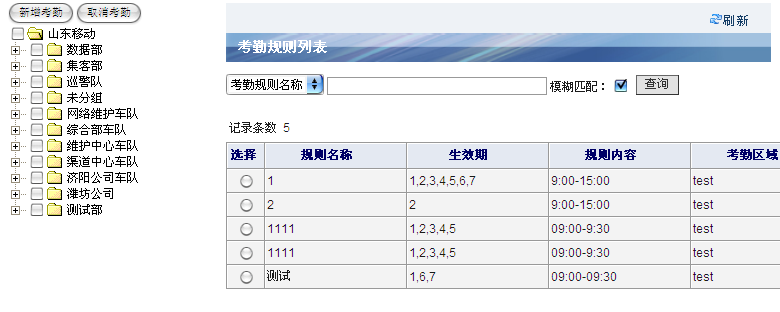 新增考勤 取消考勤
山东移动
数据部
集客部
巡警队
未分组
网络维护车队
综合部车队
维护中心车队
渠道中心车队
济阳公司车队
潍坊公司
测试部
刷新
考勤规则列表
考勤规则名称 模糊匹配： 查询
记录条数 5
选择 规则名称 生效期 规则内容 考勤区域
1 1,2,3,4,5,6,7 9:00-15:00 test
2 2 9:00-15:00 test
1111 1,2,3,4,5 09:00-9:30 test
1111 1,2,3,4,5 09:00-9:30 test
测试 1,6,7 09:00-09:30 test